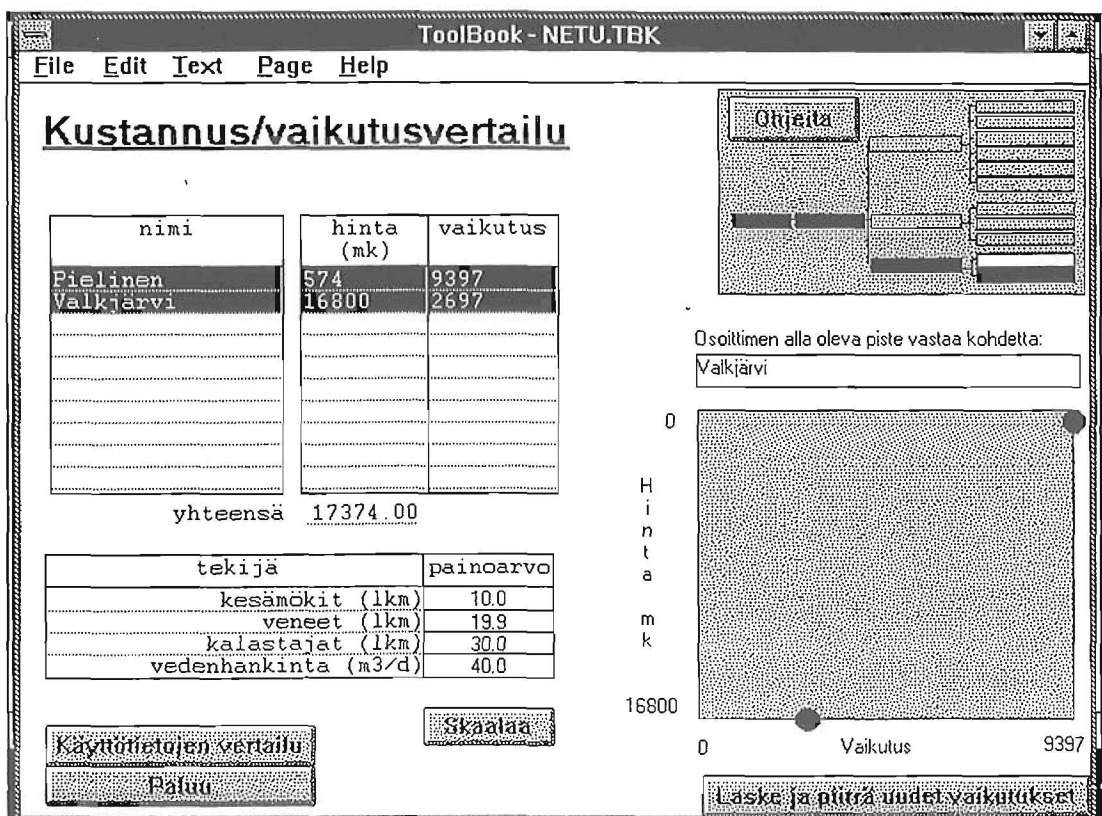 ToolBook - NETU.TBK
File Edit Text Page Help
Kustannus/vaikutusvertailu
Ohjeita
nimi hinta (mk) vaikutus
Pielinen 574 9397
Valkjärvi 16800 2697
yhteensä 17374.00
tekijä painoarvo
kesämökit (lkm) 10.0
veneet (lkm) 19.9
kalastajat (lkm) 30.0
vedenhankinta (m3/d) 40.0
Skaalaa
Käyttötietojen vertailu
Paluu
Osoittimen alla oleva piste vastaa kohdetta:
Valkjärvi
0
Hinta mk
16800
0 Vaikutus 9397
Laske ja piirrä uudet vaikutukset